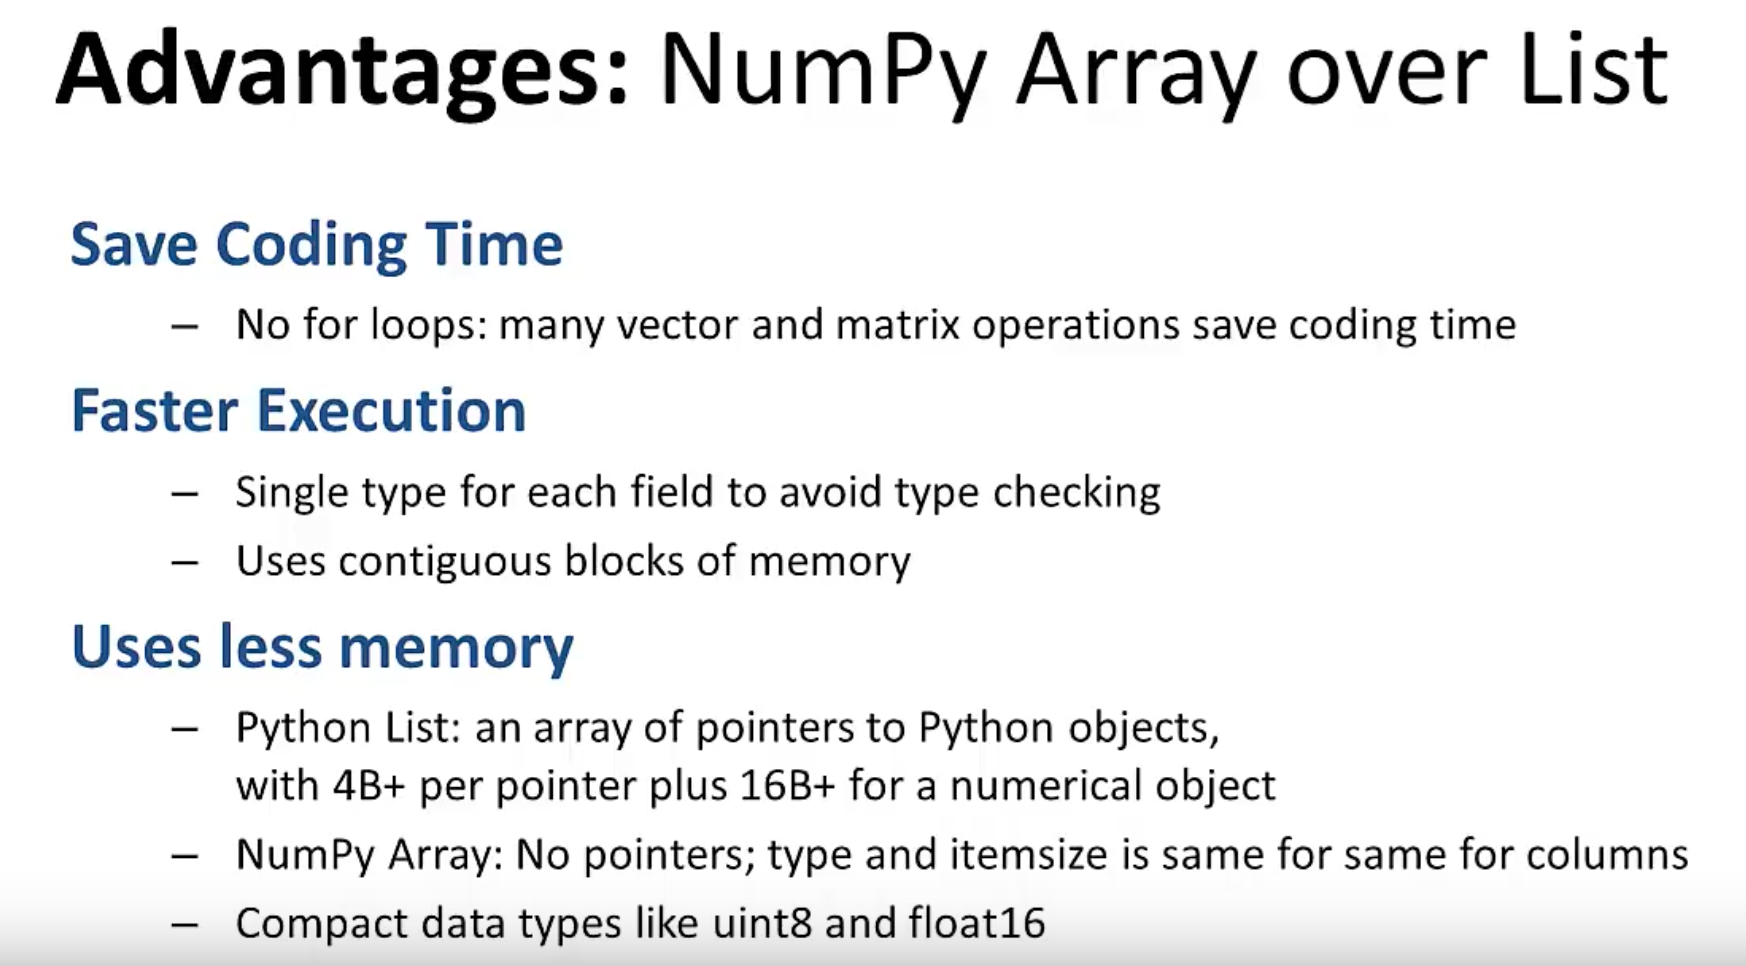 Advantages: NumPy Array over List
Save Coding Time
– No for loops: many vector and matrix operations save coding time
Faster Execution
– Single type for each field to avoid type checking
– Uses contiguous blocks of memory
Uses less memory
– Python List: an array of pointers to Python objects,
with 4B+ per pointer plus 16B+ for a numerical object
– NumPy Array: No pointers; type and itemsize is same for same for columns
– Compact data types like uint8 and float16